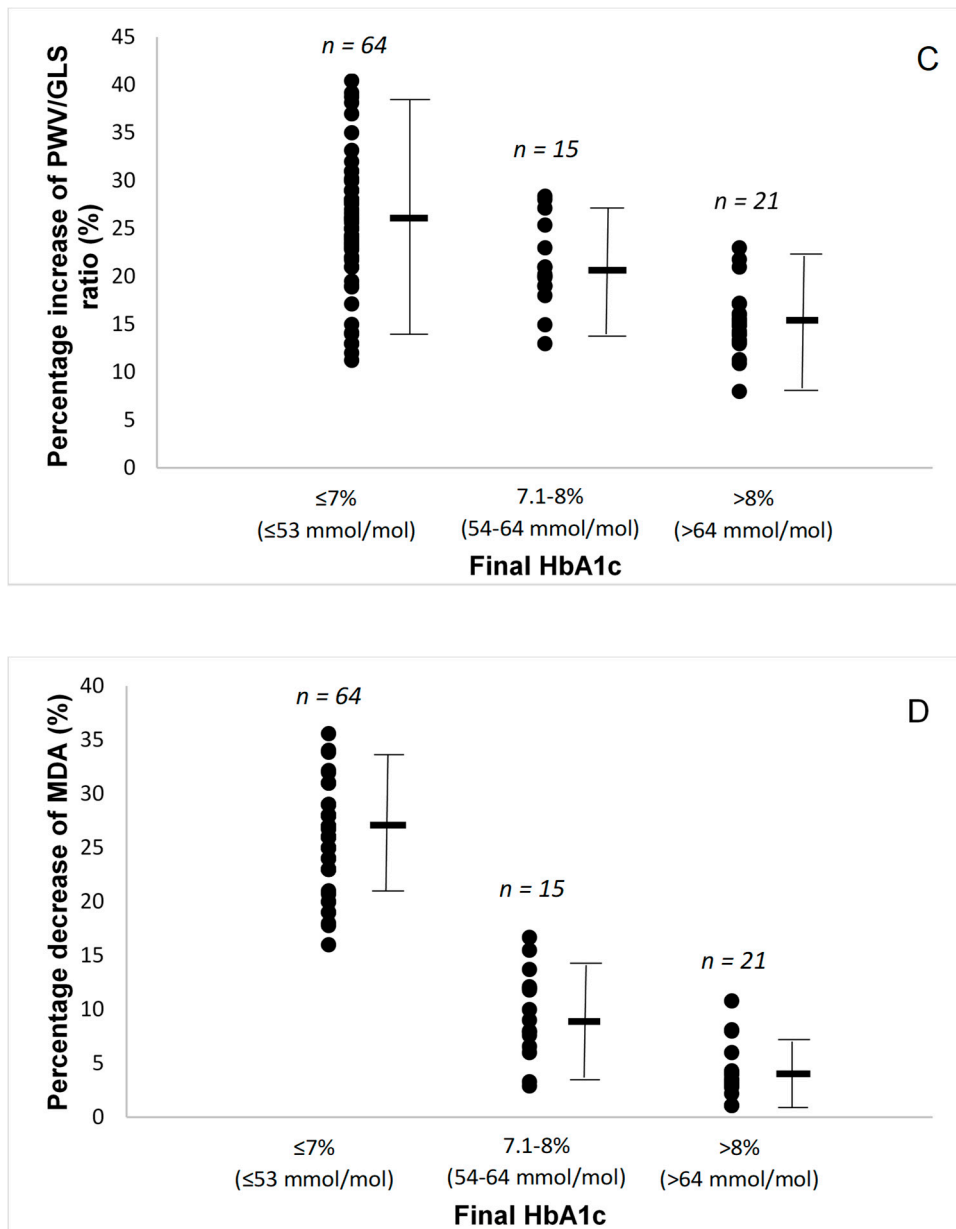 C
Percentage increase of PWV/GLS
ratio (%)
45
40
35
30
25
20
15
10
5
0
n = 64
n = 15
n = 21
≤7%
(≤53 mmol/mol)
7.1-8%
(54-64 mmol/mol)
>8%
(>64 mmol/mol)
Final HbA1c
D
Percentage decrease of MDA (%)
40
35
30
25
20
15
10
5
0
n = 64
n = 15
n = 21
≤7%
(≤53 mmol/mol)
7.1-8%
(54-64 mmol/mol)
>8%
(>64 mmol/mol)
Final HbA1c